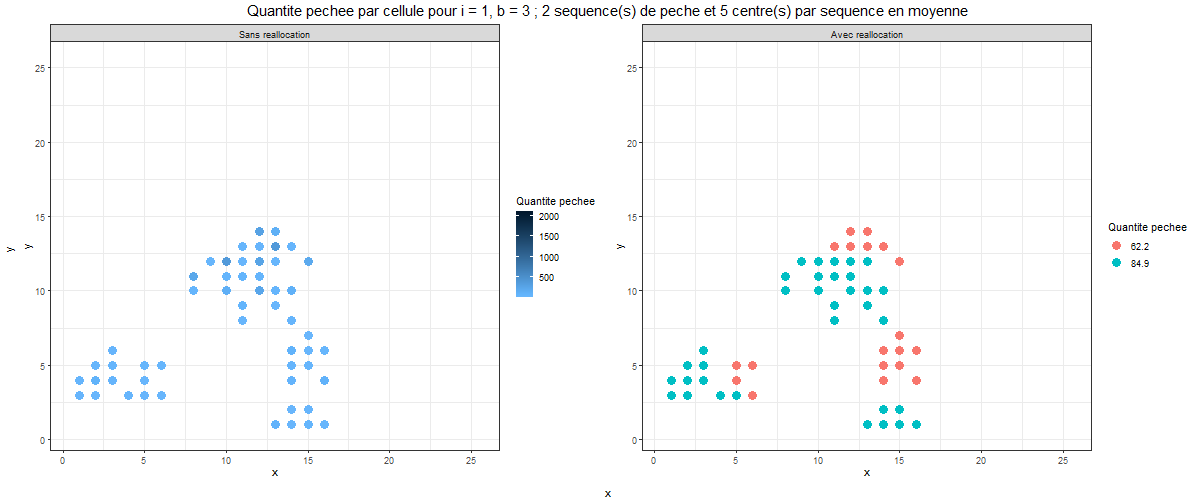 Quantite pechee par cellule pour i = 1, b = 3 ; 2 sequence(s) de peche et 5 centre(s) par sequence en moyenne
Sans reallocation
25
20
15
10
5
0
y
y
0 5 10 15 20 25
x
Quantite pechee
2000
1500
1000
500
Avec reallocation
25
20
15
10
5
0
y
0 5 10 15 20 25
x
Quantite pechee
62.2
84.9
x